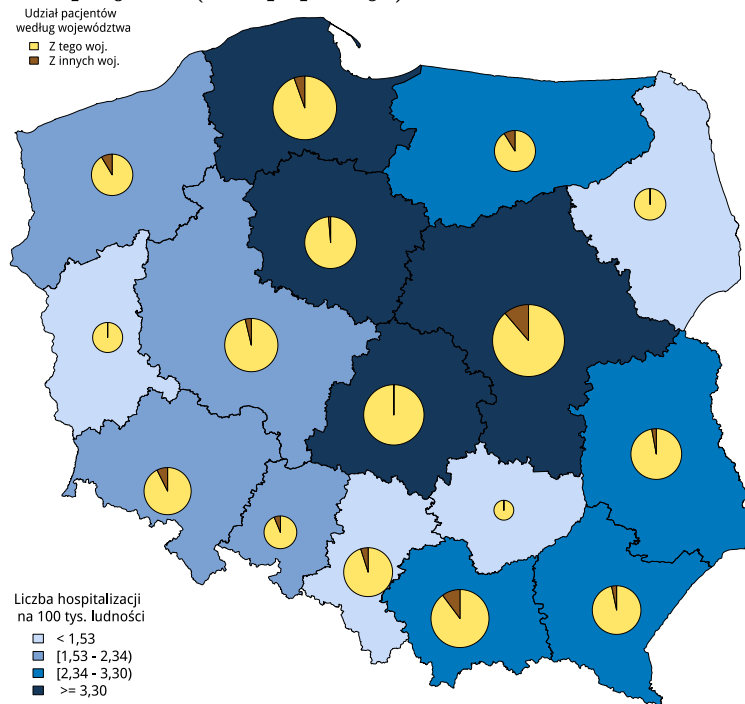 Udział pacjentów
według województwa
Z tego woj.
Z innych woj.
Liczba hospitalizacji
na 100 tys. ludności
< 1,53
[1,53 - 2,34)
[2,34 - 3,30)
>= 3,30